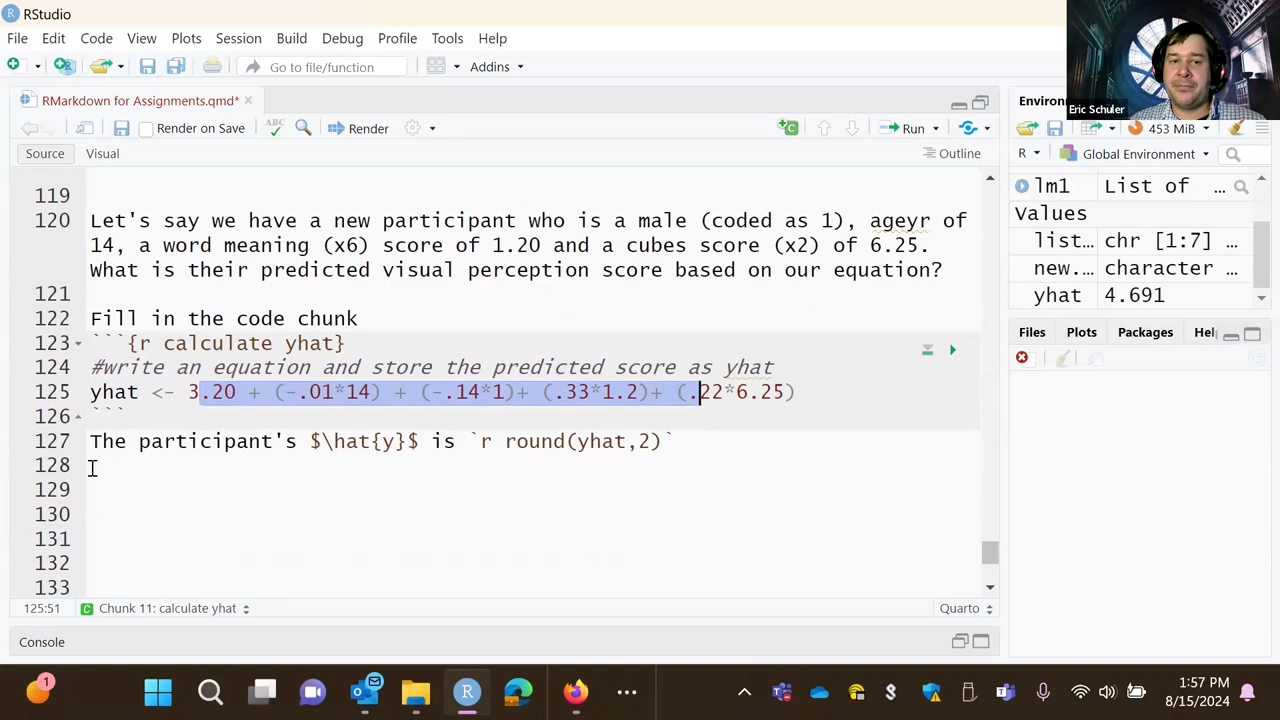 RStudio
File Edit Code View Plots Session Build Debug Profile Tools Help
Go to file/function Addins
RMarkdown for Assignments.qmd*
Render on Save ABC Render Run
Source Visual Outline
119
120 Let's say we have a new participant who is a male (coded as 1), ageyr of
14, a word meaning (x6) score of 1.20 and a cubes score (x2) of 6.25.
What is their predicted visual perception score based on our equation?
121
122 Fill in the code chunk
123 ```{r calculate yhat}
124 #write an equation and store the predicted score as yhat
125 yhat <- 3.20 + (-.01*14) + (-.14*1)+ (.33*1.2)+ (.22*6.25)
126 ```
127 The participant's $\hat{y}$ is `r round(yhat,2)`
128
129
130
131
132
133
125:51 Chunk 11: calculate yhat Quarto
Console
Eric Schuler
Environ
453 MiB
R Global Environment
lm1 List of ...
Values
list... chr [1:7] ...
new.... character ...
yhat 4.691
Files Plots Packages Hel
1
1:57 PM
8/15/2024